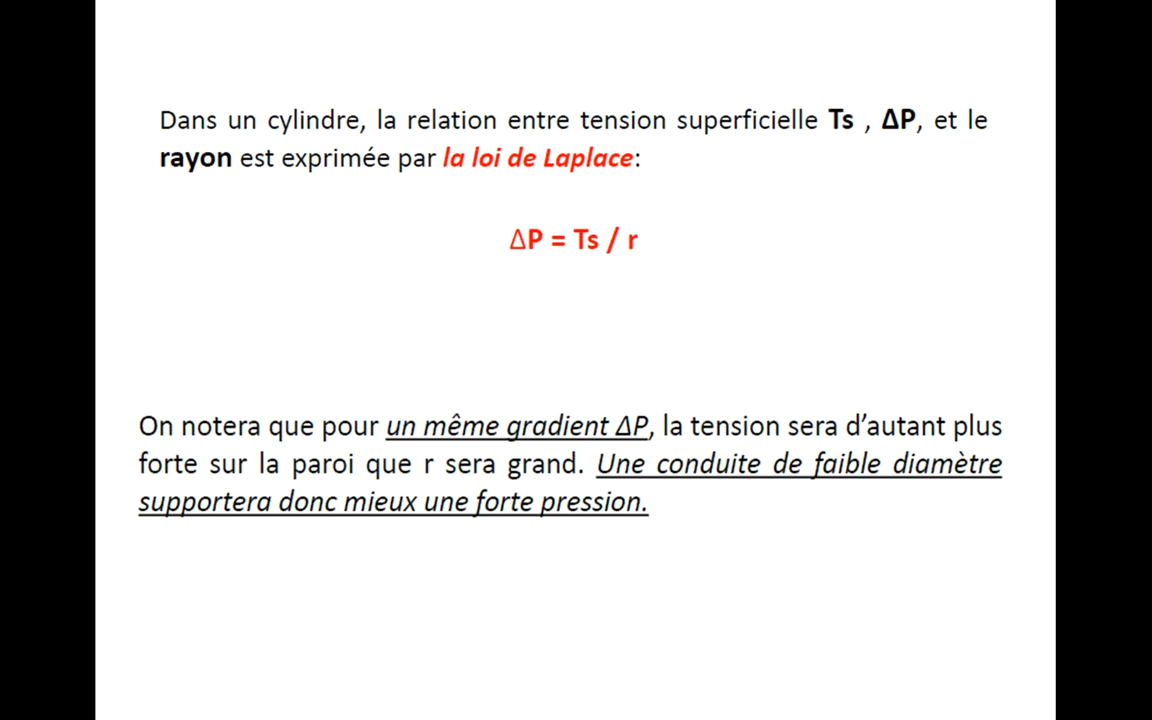 Dans un cylindre, la relation entre tension superficielle Ts , ΔP, et le
rayon est exprimée par la loi de Laplace:
ΔP = Ts / r
On notera que pour un même gradient ΔP, la tension sera d’autant plus
forte sur la paroi que r sera grand. Une conduite de faible diamètre
supportera donc mieux une forte pression.